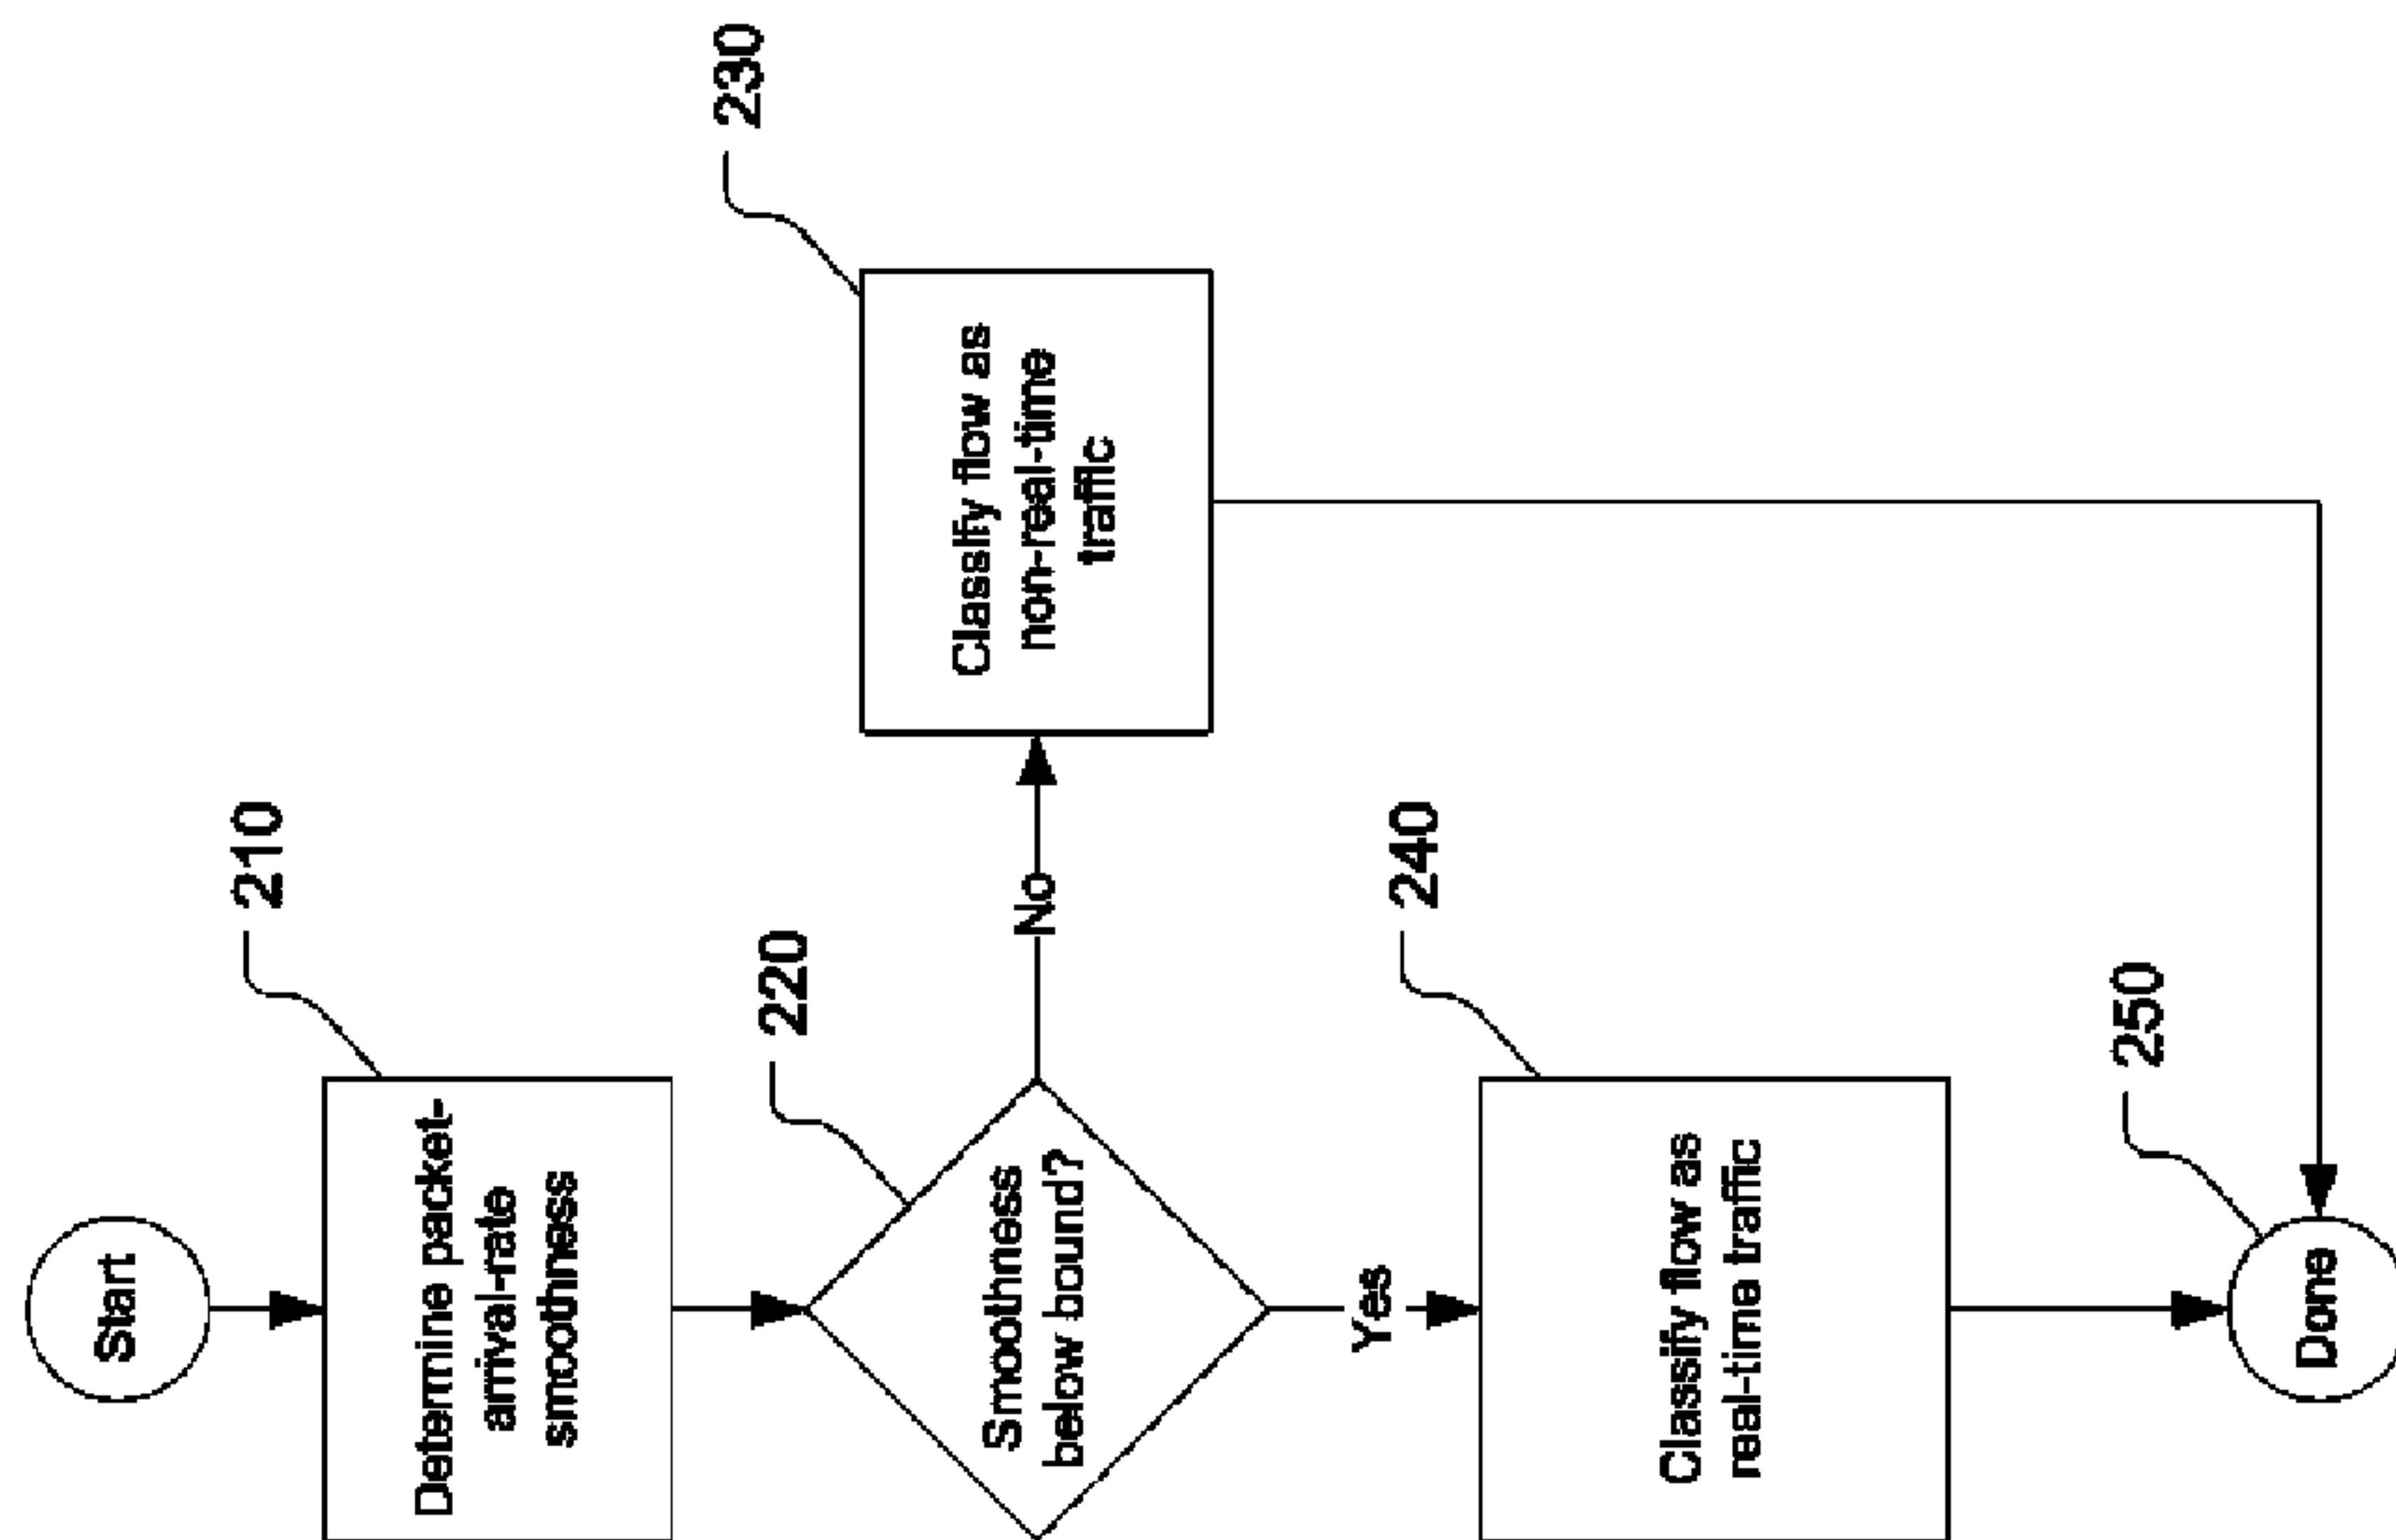 Start
210
Determine packet-
arrival-rate
smoothness
220
Smoothness
below bound?
No
230
Classify flow as
non-real-time
traffic
Yes
240
Classify flow as
real-time traffic
250
Done